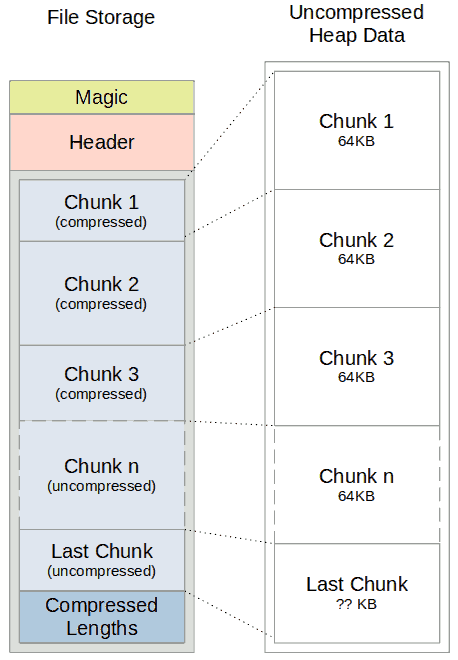 File Storage
Magic
Header
Chunk 1
(compressed)
Chunk 2
(compressed)
Chunk 3
(compressed)
Chunk n
(uncompressed)
Last Chunk
(uncompressed)
Compressed
Lengths
Uncompressed
Heap Data
Chunk 1
64KB
Chunk 2
64KB
Chunk 3
64KB
Chunk n
64KB
Last Chunk
?? KB